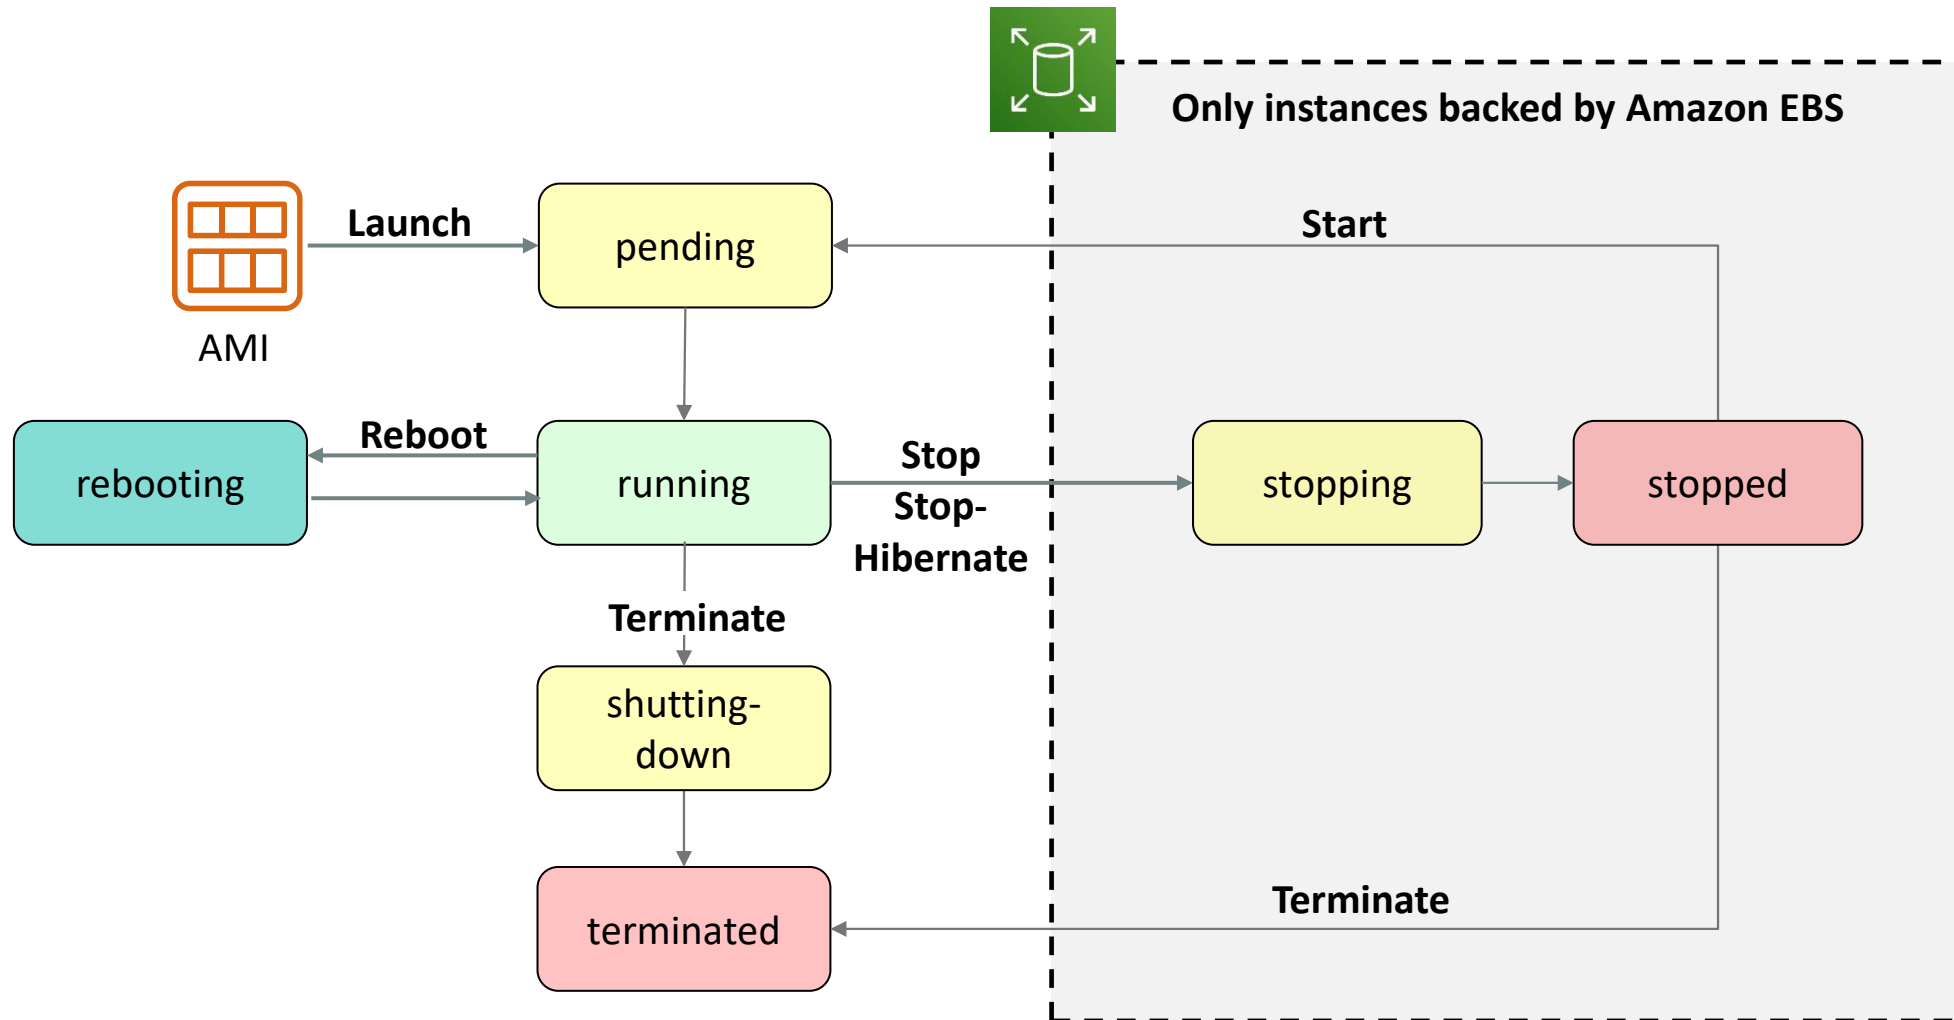 Only instances backed by Amazon EBS
Launch
pending
Start
AMI
Reboot
rebooting
running
Stop
Stop-
Hibernate
stopping
stopped
Terminate
shutting-
down
Terminate
terminated